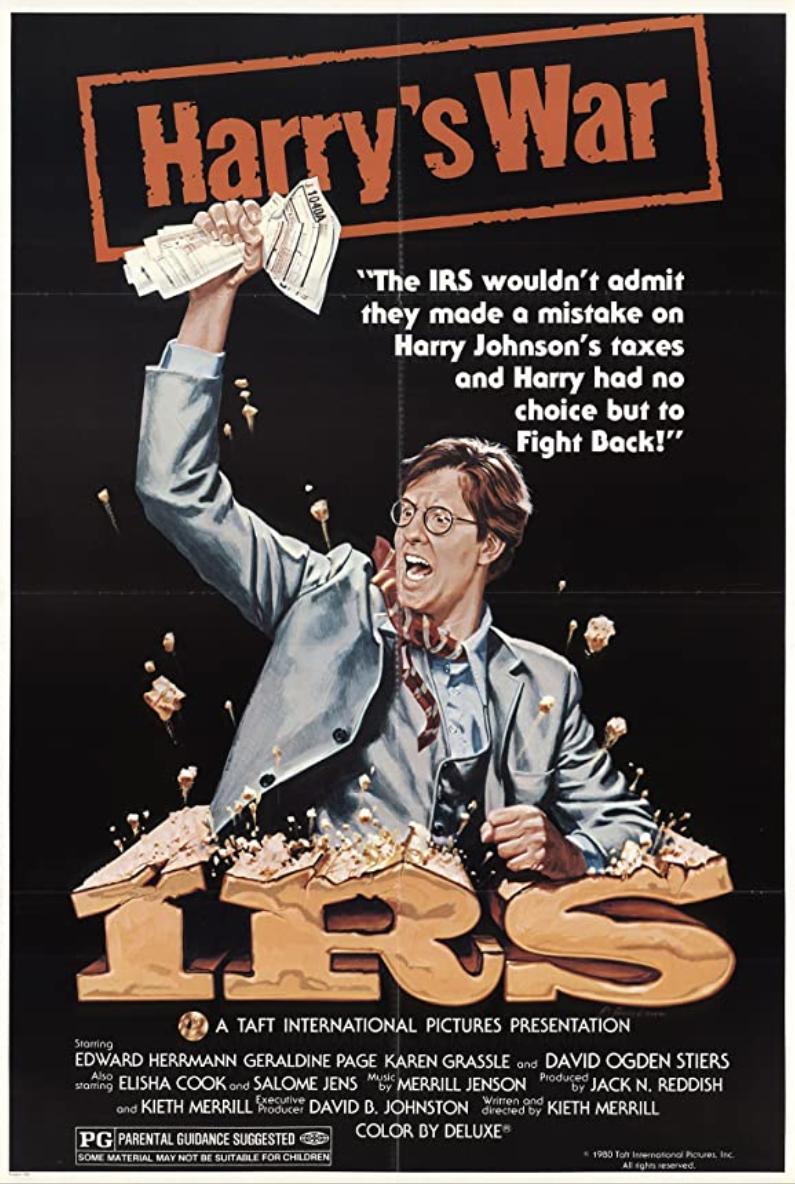 Harry's War
1040A
"The IRS wouldn't admit
they made a mistake on
Harry Johnson's taxes
and Harry had no
choice but to
Fight Back!"
IRS
A TAFT INTERNATIONAL PICTURES PRESENTATION
Starring
EDWARD HERRMANN GERALDINE PAGE KAREN GRASSLE and DAVID OGDEN STIERS
Also starring ELISHA COOK and SALOME JENS Music by MERRILL JENSON Produced by JACK N. REDDISH
and KIETH MERRILL Executive Producer DAVID B. JOHNSTON Written and directed by KIETH MERRILL
COLOR BY DELUXE®
PG PARENTAL GUIDANCE SUGGESTED
SOME MATERIAL MAY NOT BE SUITABLE FOR CHILDREN
© 1980 Taft International Pictures, Inc.
All rights reserved.